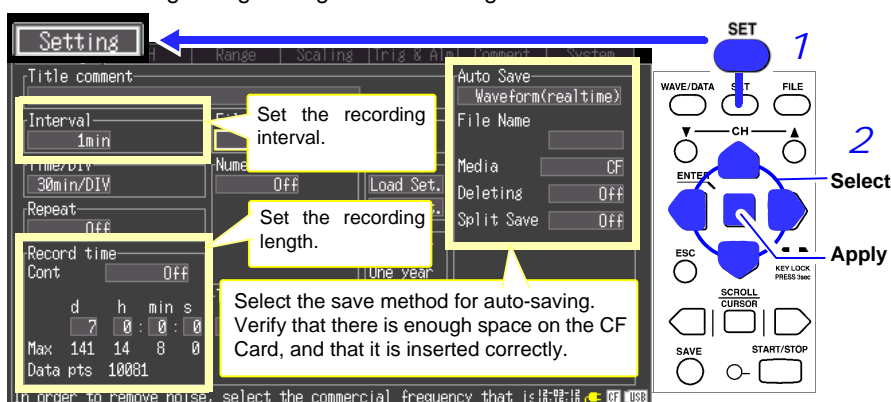 Setting
Range
Scaling
Trig & Alm
Comment
System
Title comment
Interval
1min
Set the recording
interval.
Time/DIV
30min/DIV
Off
Load Set.
Repeat
Off
Set the recording
length.
Record time
Cont Off
One year
d h min s
7 0 : 0 : 0
Max 141 14 8 0
Data pts 10081
Auto Save
Waveform(realtime)
File Name
Media CF
Deleting Off
Split Save Off
Select the save method for auto-saving.
Verify that there is enough space on the CF
Card, and that it is inserted correctly.
In order to remove noise, select the commercial frequency that is
CF USB
SET
1
WAVE/DATA SET FILE
CH
2
ENTER
Select
Apply
ESC
KEY LOCK
PRESS 3sec
SCROLL
CURSOR
SAVE START/STOP